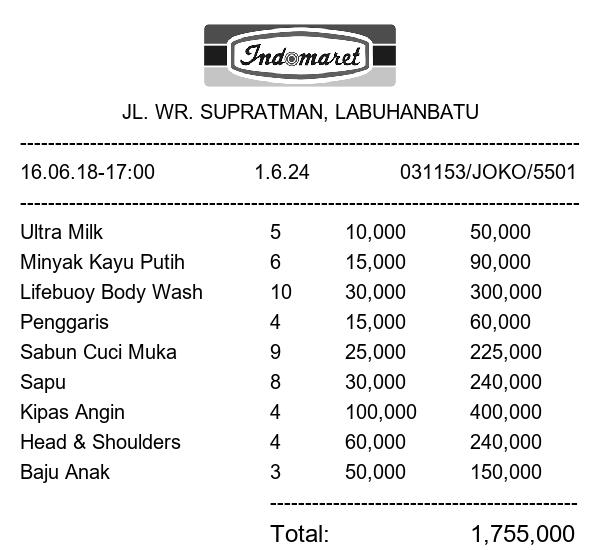 Indomaret
JL. WR. SUPRATMAN, LABUHANBATU
16.06.18-17:00 1.6.24 031153/JOKO/5501
Ultra Milk 5 10,000 50,000
Minyak Kayu Putih 6 15,000 90,000
Lifebuoy Body Wash 10 30,000 300,000
Penggaris 4 15,000 60,000
Sabun Cuci Muka 9 25,000 225,000
Sapu 8 30,000 240,000
Kipas Angin 4 100,000 400,000
Head & Shoulders 4 60,000 240,000
Baju Anak 3 50,000 150,000
Total: 1,755,000